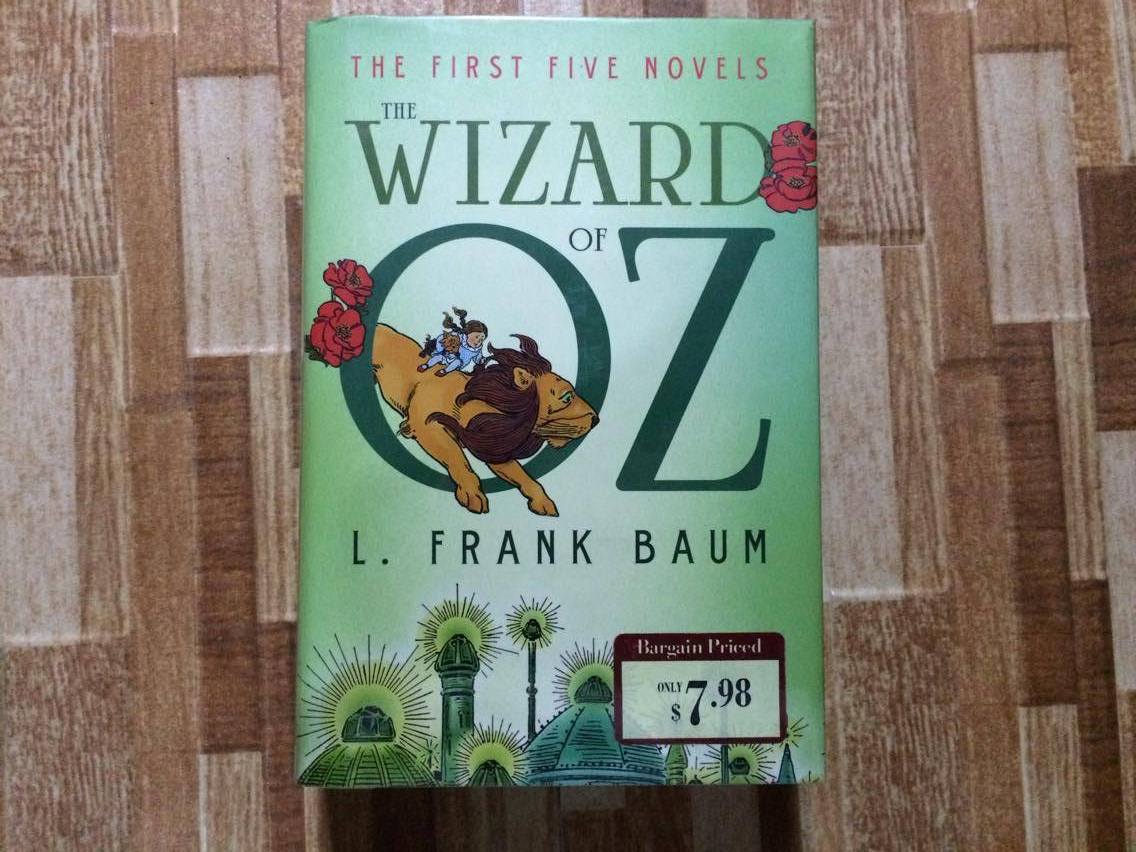 THE FIRST FIVE NOVELS
THE
WIZARD
OF
OZ
L. FRANK BAUM
Bargain Priced
ONLY
$7.98